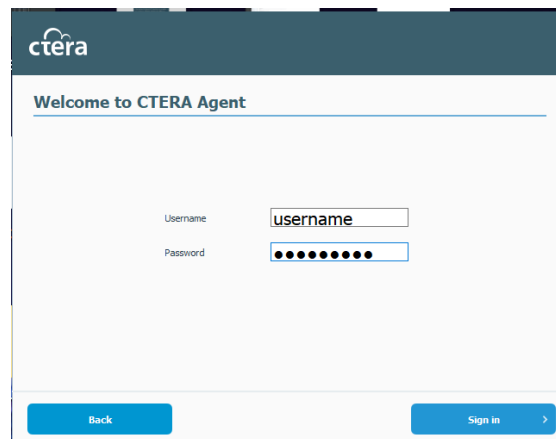 ctera
Welcome to CTERA Agent
Username username
Password ●●●●●●●●●
Back Sign in >